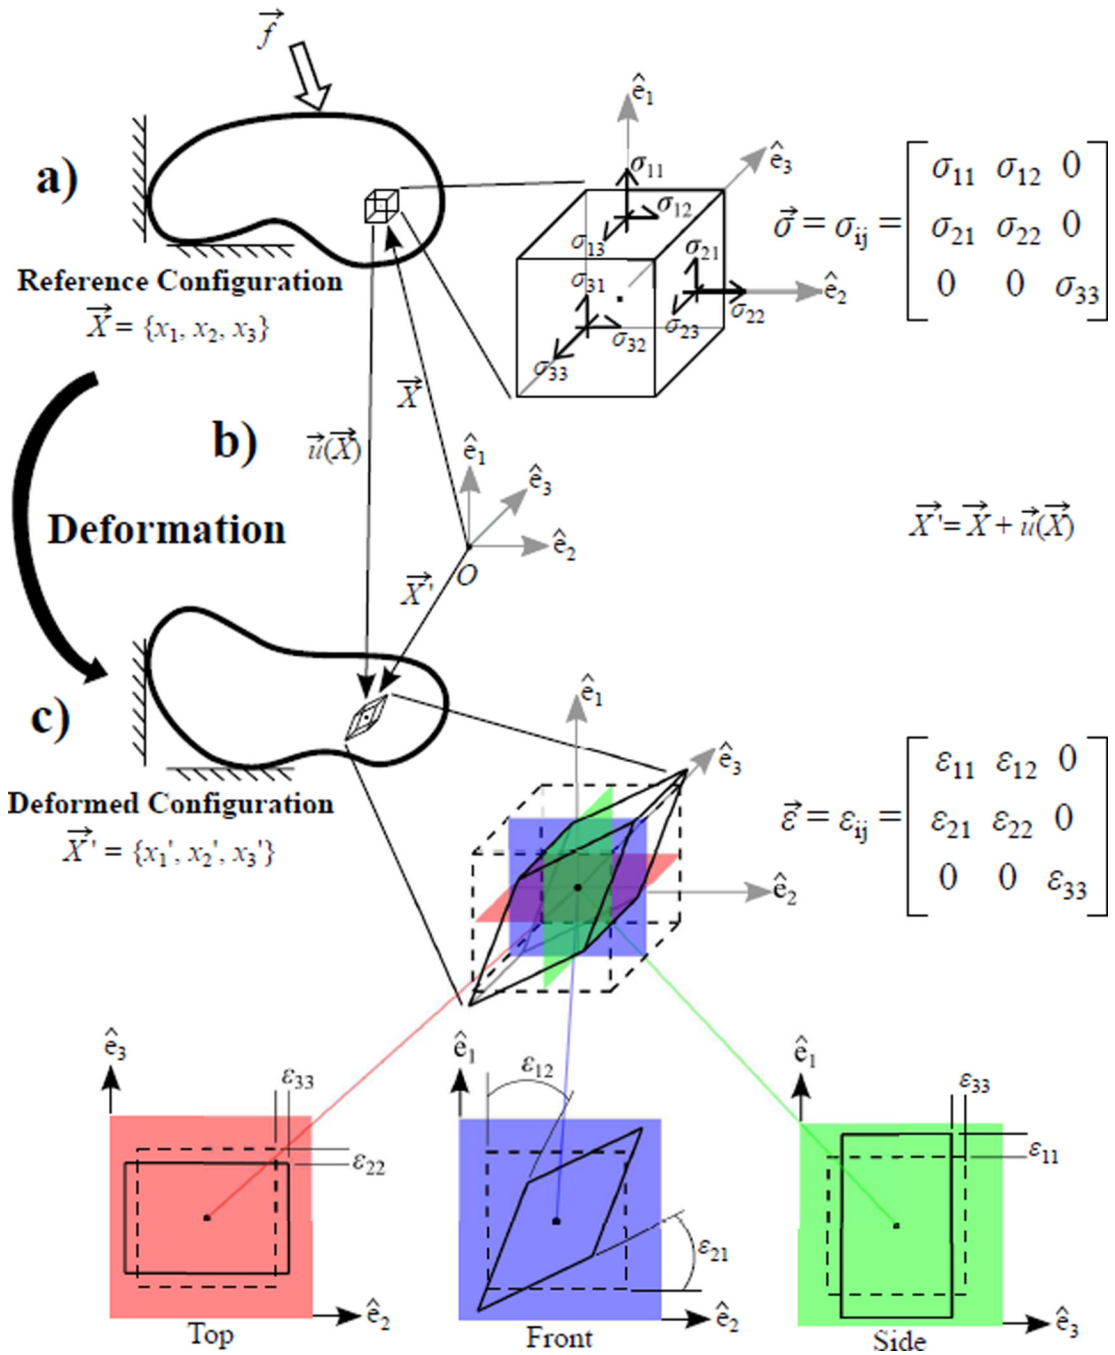 f⃗
a)
ê₁
ê₃
σ₁₁
σ₁₂
σ₁₃
σ₂₁
σ₃₁
ê₂
σ₂₂
σ₂₃
σ₃₂
σ₃₃
σ⃗ = σᵢⱼ =
σ₁₁ σ₁₂ 0
σ₂₁ σ₂₂ 0
0 0 σ₃₃
Reference Configuration
X⃗ = {x₁, x₂, x₃}
b)
u⃗(X⃗)
X⃗
ê₁
ê₃
ê₂
O
Deformation
X⃗' = X⃗ + u⃗(X⃗)
X⃗'
c)
ê₁
ê₃
ê₂
Deformed Configuration
X⃗' = {x₁', x₂', x₃'}
ε⃗ = εᵢⱼ =
ε₁₁ ε₁₂ 0
ε₂₁ ε₂₂ 0
0 0 ε₃₃
ê₃
ε₃₃
ε₂₂
ê₂
Top
ê₁
ε₁₂
ε₂₁
ê₂
Front
ê₁
ε₃₃
ε₁₁
ê₃
Side